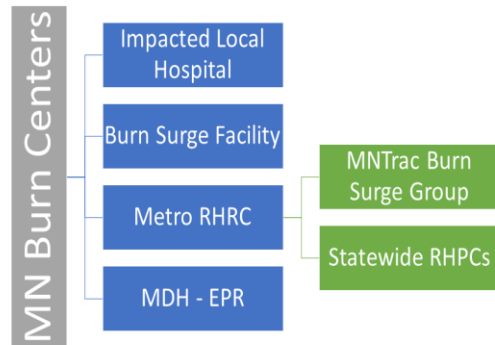 MN Burn Centers
Impacted Local
Hospital
Burn Surge Facility
Metro RHRC
MDH - EPR
MNTrac Burn
Surge Group
Statewide RHPCs